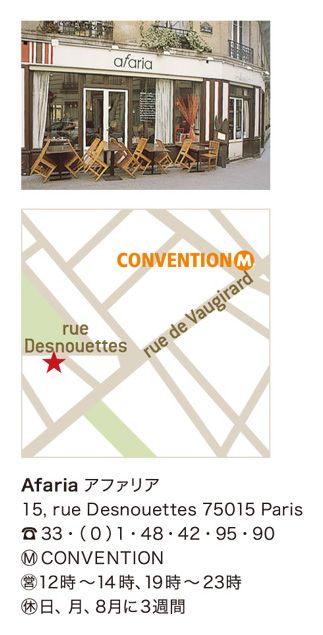 afaria
CONVENTION M
rue de Vaugirard
rue
Desnouettes
Afaria アファリア
15, rue Desnouettes 75015 Paris
☎33・(0)1・48・42・95・90
Ⓜ CONVENTION
㊂12時〜14時、19時〜23時
㊡日、月、8月に3週間